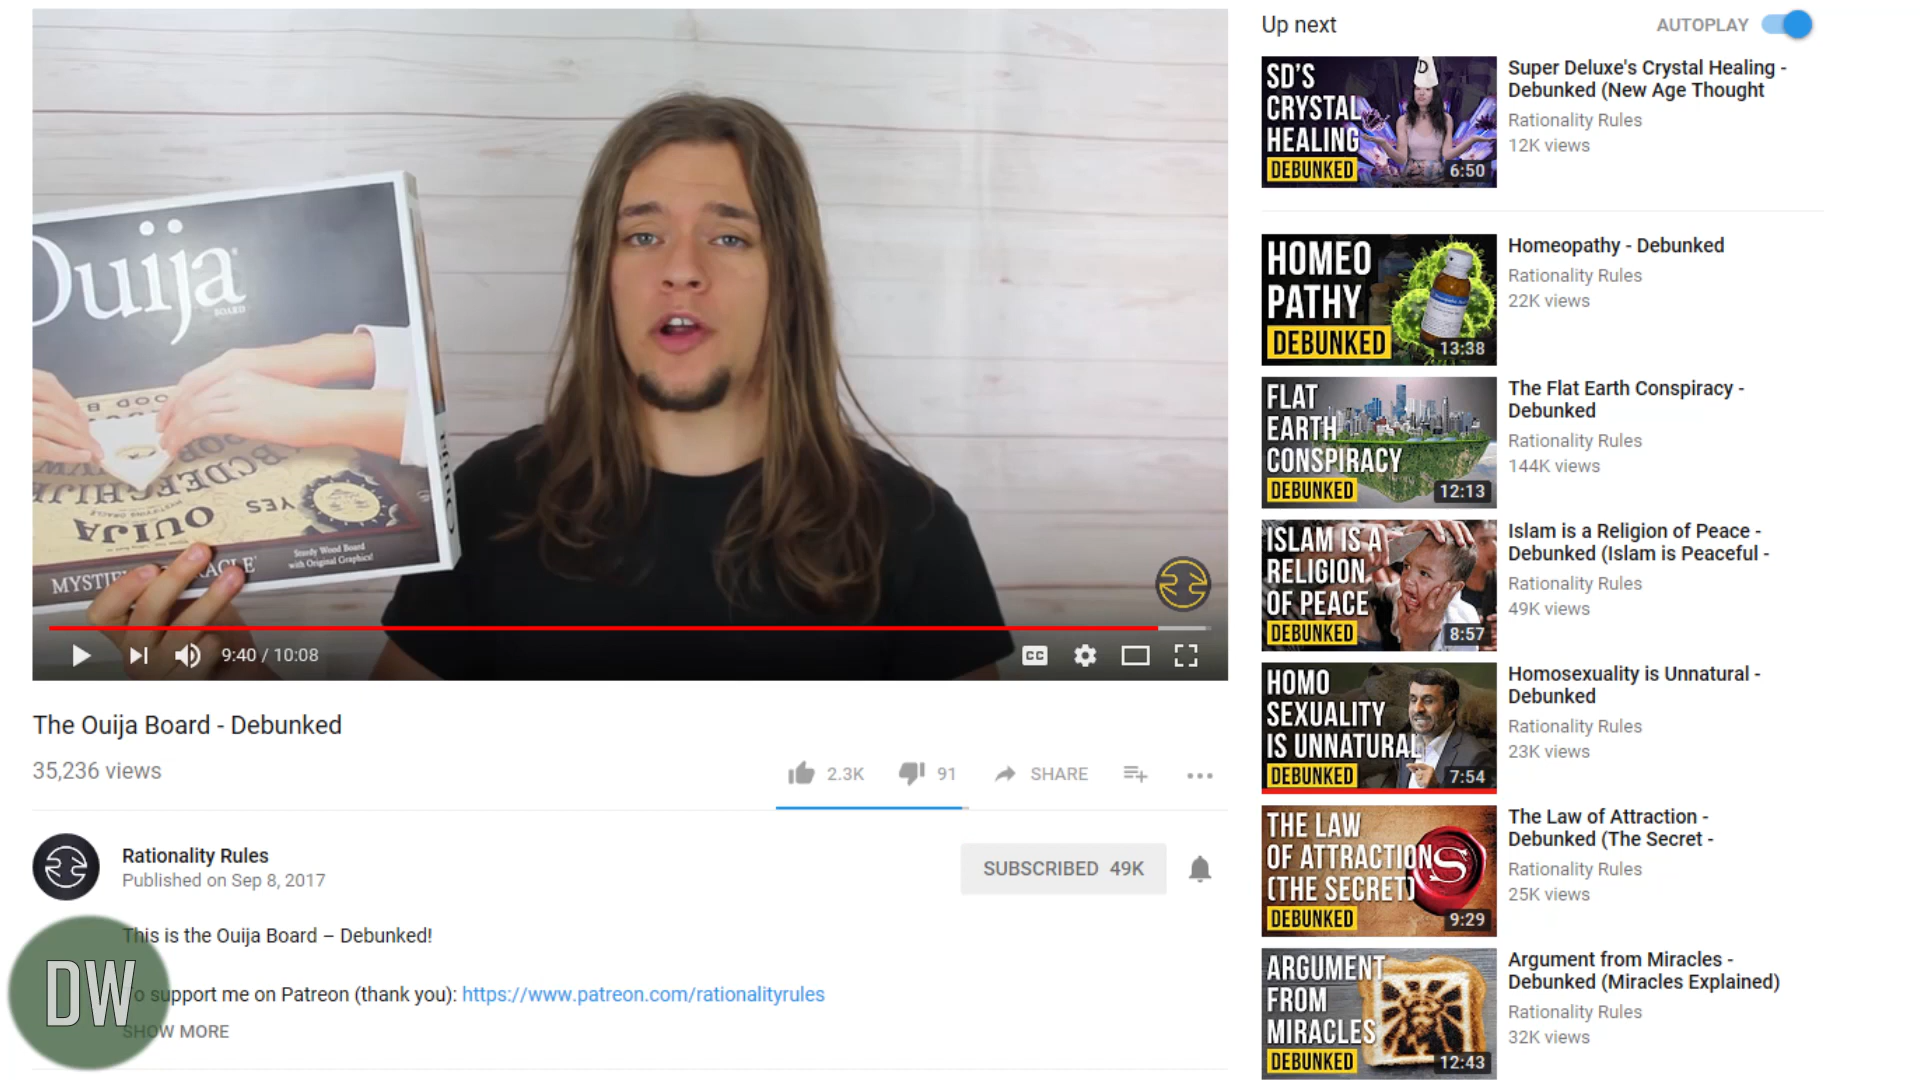 Ouija
BOARD
GOOD B
YES
OUIJA
MYSTIF
RACLE
Sturdy Wood Board
with Original Graphics!
OUIJA
9:40 / 10:08
CC
The Ouija Board - Debunked
35,236 views
2.3K
91
SHARE
Rationality Rules
Published on Sep 8, 2017
SUBSCRIBED 49K
This is the Ouija Board – Debunked!
To support me on Patreon (thank you): https://www.patreon.com/rationalityrules
SHOW MORE
DW
Up next
AUTOPLAY
SD'S
CRYSTAL
HEALING
DEBUNKED
D
6:50
Super Deluxe's Crystal Healing -
Debunked (New Age Thought
Rationality Rules
12K views
HOMEO
PATHY
DEBUNKED
13:38
Homeopathy - Debunked
Rationality Rules
22K views
FLAT
EARTH
CONSPIRACY
DEBUNKED
12:13
The Flat Earth Conspiracy -
Debunked
Rationality Rules
144K views
ISLAM IS A
RELIGION
OF PEACE
DEBUNKED
8:57
Islam is a Religion of Peace -
Debunked (Islam is Peaceful -
Rationality Rules
49K views
HOMO
SEXUALITY
IS UNNATURAL
DEBUNKED
7:54
Homosexuality is Unnatural -
Debunked
Rationality Rules
23K views
THE LAW
OF ATTRACTION
(THE SECRET)
DEBUNKED
S
9:29
The Law of Attraction -
Debunked (The Secret -
Rationality Rules
25K views
ARGUMENT
FROM
MIRACLES
DEBUNKED
12:43
Argument from Miracles -
Debunked (Miracles Explained)
Rationality Rules
32K views